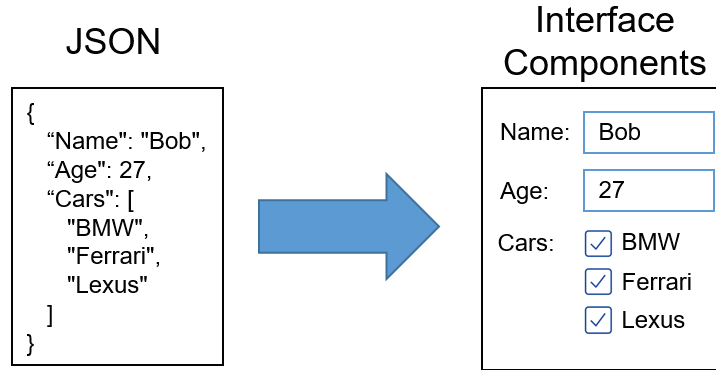 JSON
{
“Name": "Bob",
“Age": 27,
“Cars": [
"BMW",
"Ferrari",
"Lexus"
]
}
Interface
Components
Name: Bob
Age: 27
Cars: BMW
Ferrari
Lexus